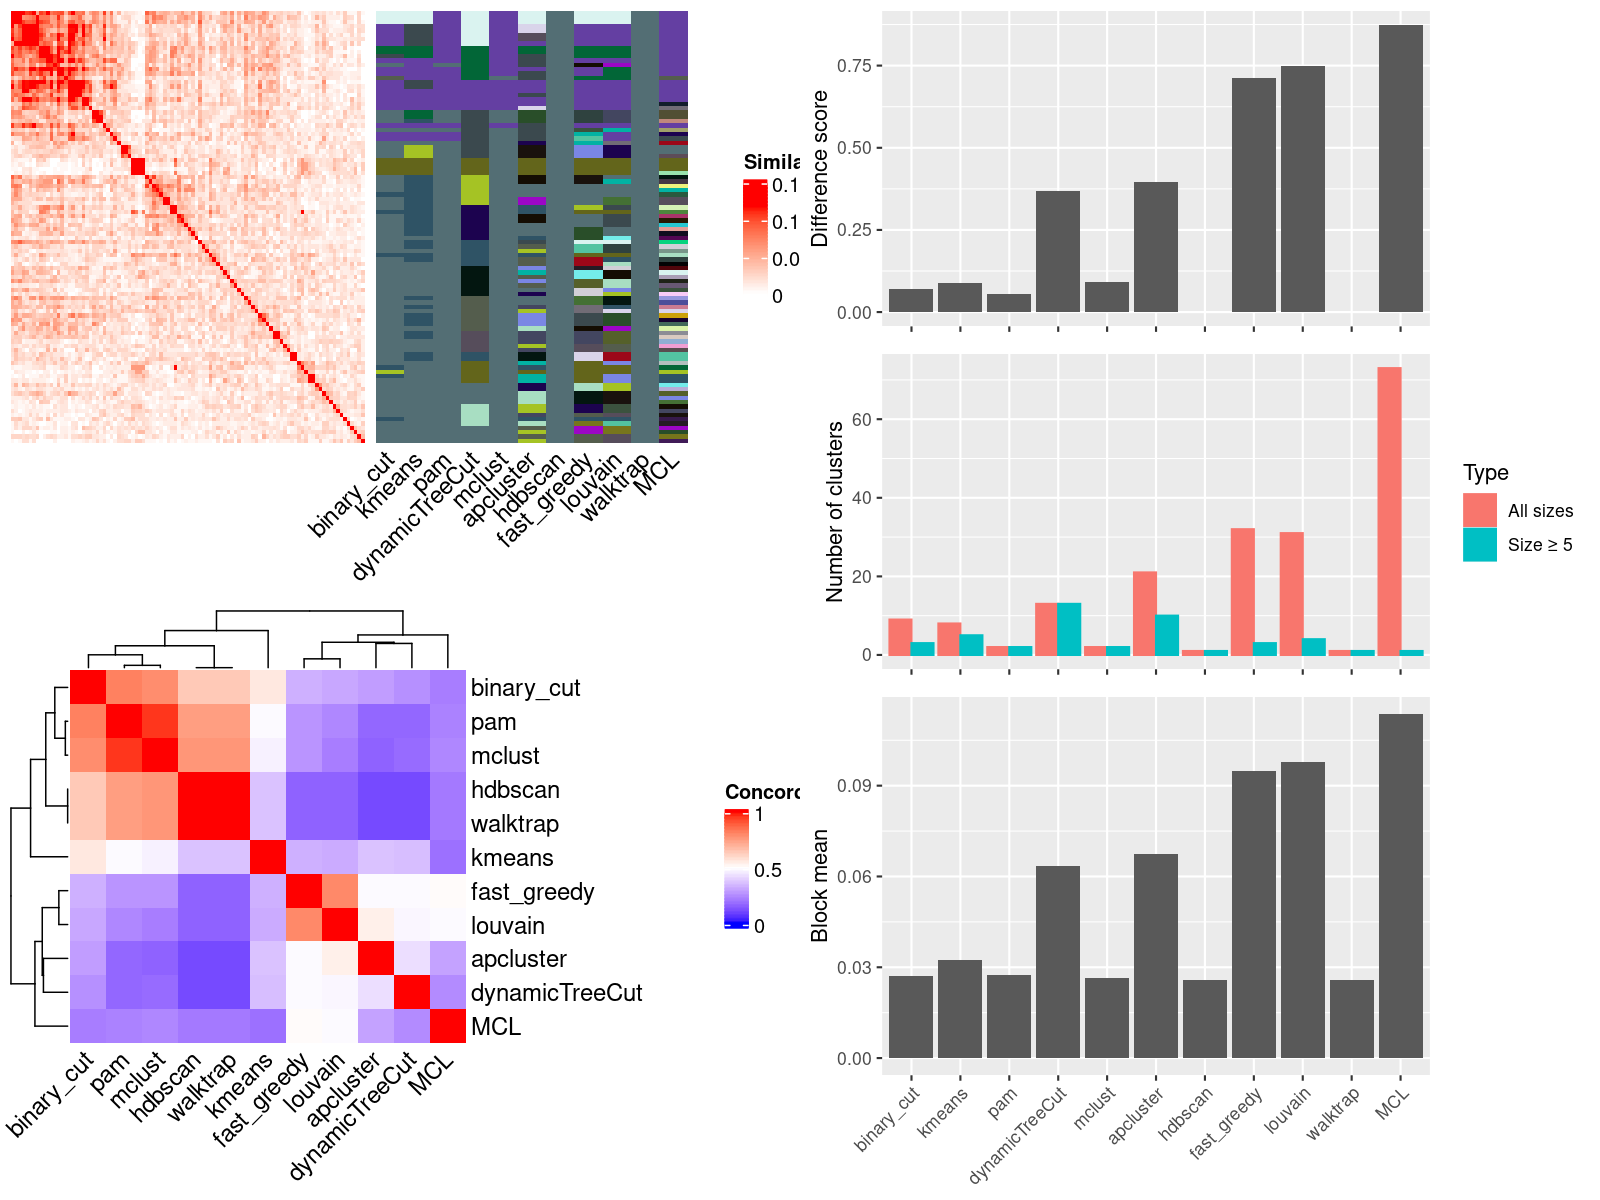 Simila
0.1
0.1
0.0
0
binary_cut
kmeans
pam
dynamicTreeCut
mclust
apcluster
hdbscan
fast_greedy
louvain
walktrap
MCL
binary_cut
pam
mclust
hdbscan
walktrap
kmeans
fast_greedy
louvain
apcluster
dynamicTreeCut
MCL
binary_cut
pam
mclust
hdbscan
walktrap
kmeans
fast_greedy
louvain
apcluster
dynamicTreeCut
MCL
Concord
1
0.5
0
Difference score
0.75
0.50
0.25
0.00
Number of clusters
60
40
20
0
Type
All sizes
Size ≥ 5
Block mean
0.09
0.06
0.03
0.00
binary_cut
kmeans
pam
dynamicTreeCut
mclust
apcluster
hdbscan
fast_greedy
louvain
walktrap
MCL